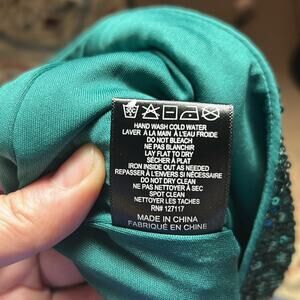 HAND WASH COLD WATER
LAVER À LA MAIN À L'EAU FROIDE
DO NOT BLEACH
NE PAS BLANCHIR
LAY FLAT TO DRY
SÉCHER À PLAT
IRON INSIDE OUT AS NEEDED
REPASSER À L'ENVERS SI NÉCESSAIRE
DO NOT DRY CLEAN
NE PAS NETTOYER À SEC
SPOT CLEAN
NETTOYER LES TACHES
RN# 127117
MADE IN CHINA
FABRIQUÉ EN CHINE